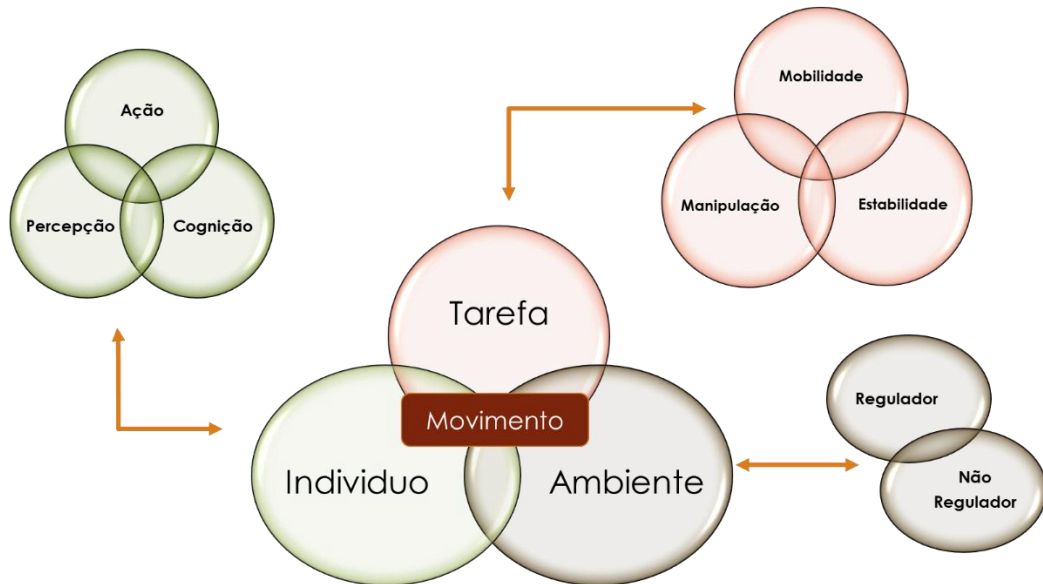 Ação
Percepção
Cognição
Mobilidade
Manipulação
Estabilidade
Tarefa
Movimento
Individuo
Ambiente
Regulador
Não
Regulador